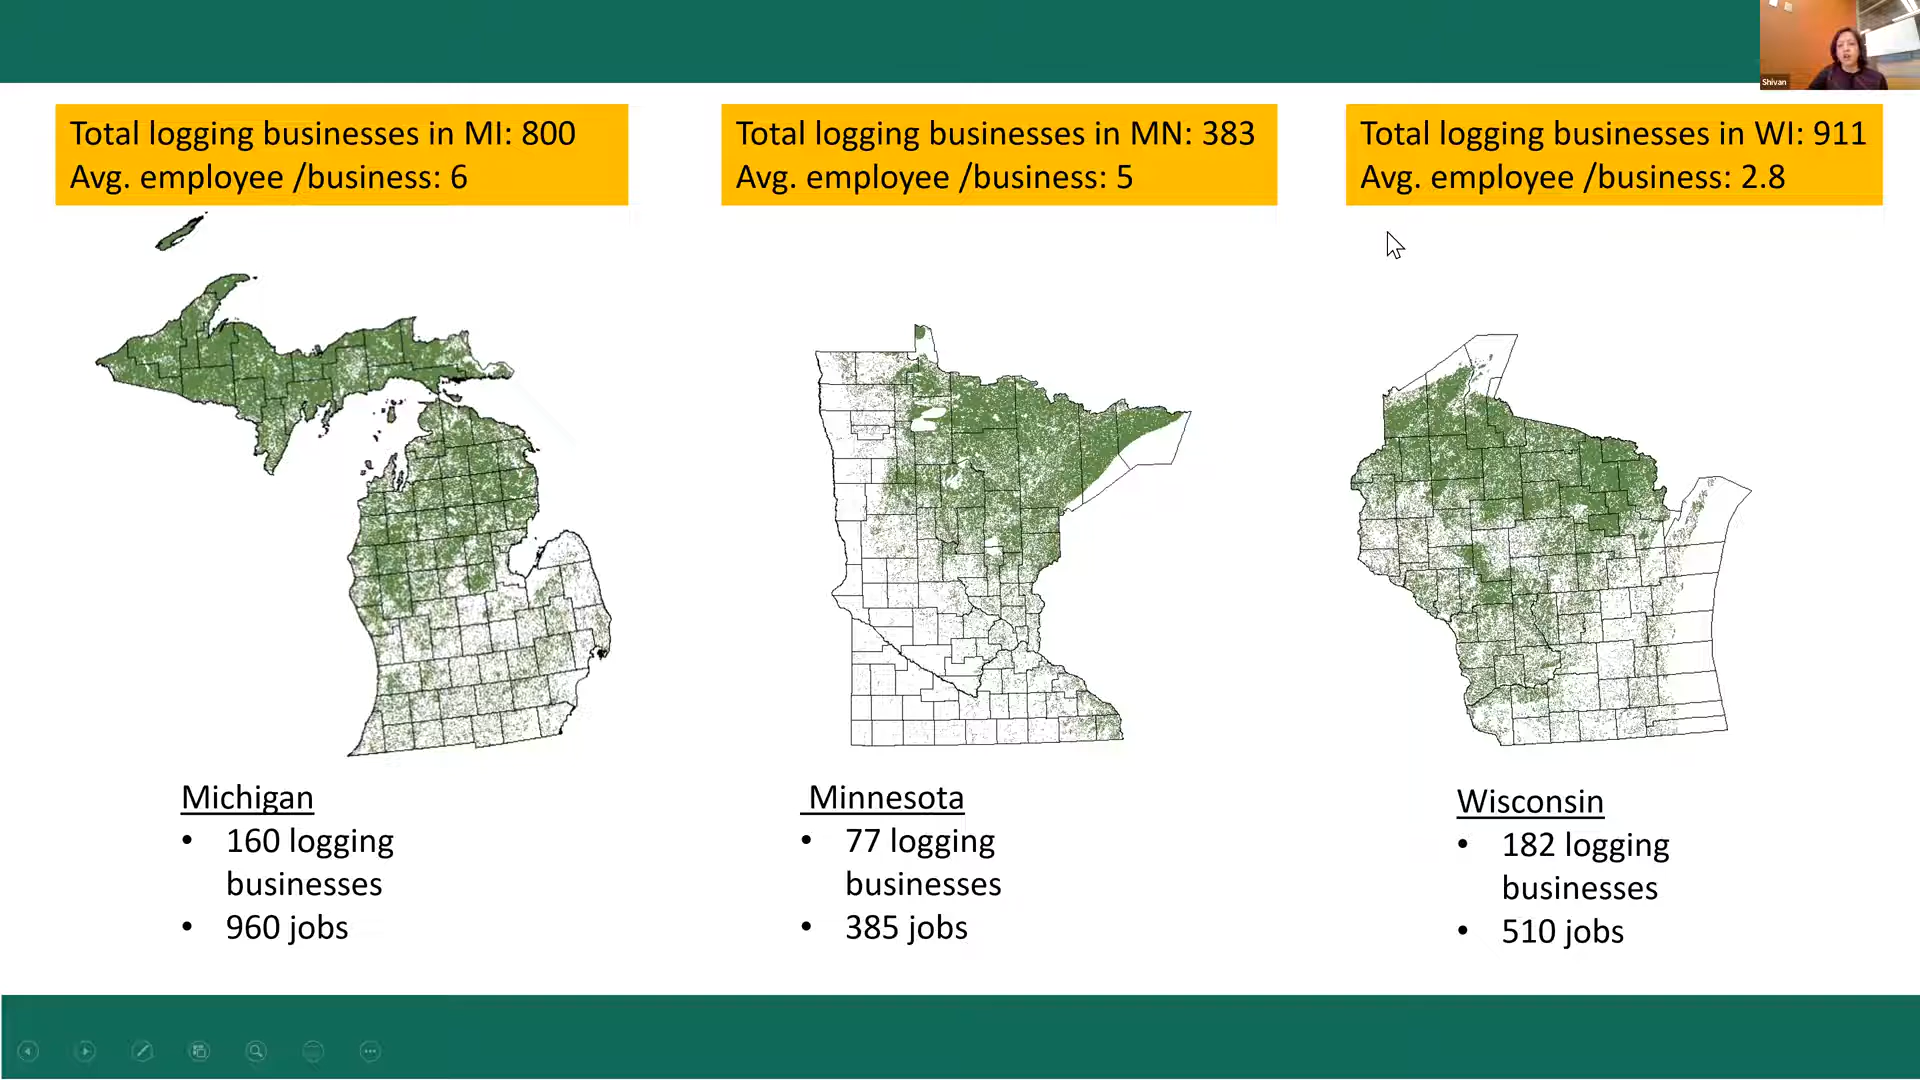 Shivan
Total logging businesses in MI: 800
Avg. employee /business: 6
Total logging businesses in MN: 383
Avg. employee /business: 5
Total logging businesses in WI: 911
Avg. employee /business: 2.8
Michigan
• 160 logging
businesses
• 960 jobs
Minnesota
• 77 logging
businesses
• 385 jobs
Wisconsin
• 182 logging
businesses
• 510 jobs